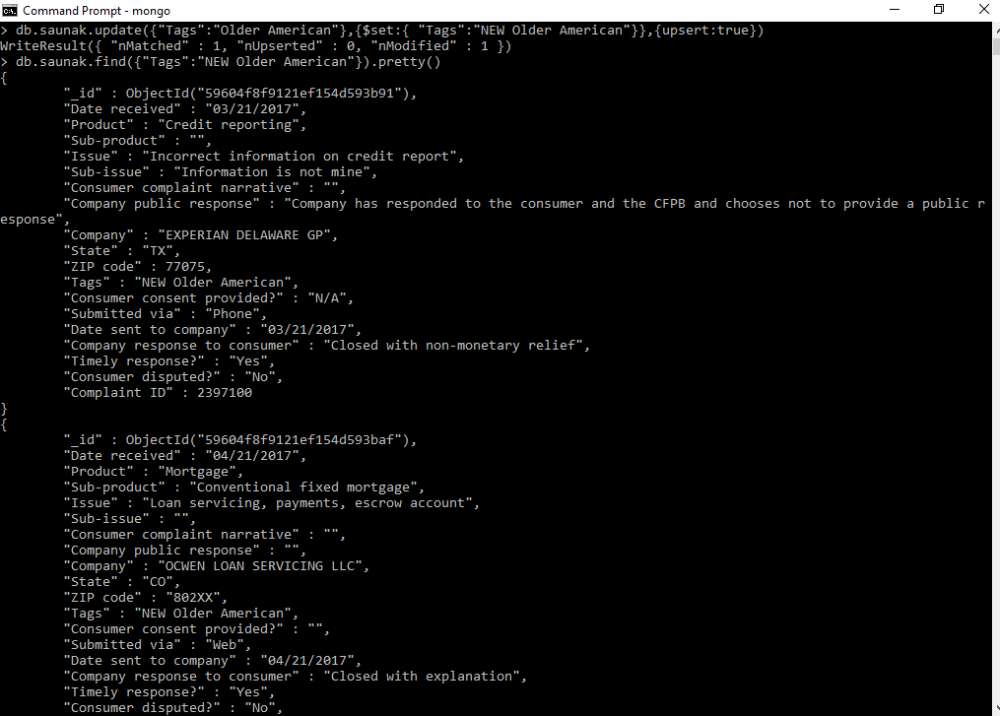 Command Prompt - mongo
> db.saunak.update({"Tags":"Older American"},{$set:{ "Tags":"NEW Older American"}},{upsert:true})
WriteResult({ "nMatched" : 1, "nUpserted" : 0, "nModified" : 1 })
> db.saunak.find({"Tags":"NEW Older American"}).pretty()
{
        "_id" : ObjectId("59604f8f9121ef154d593b91"),
        "Date received" : "03/21/2017",
        "Product" : "Credit reporting",
        "Sub-product" : "",
        "Issue" : "Incorrect information on credit report",
        "Sub-issue" : "Information is not mine",
        "Consumer complaint narrative" : "",
        "Company public response" : "Company has responded to the consumer and the CFPB and chooses not to provide a public r
esponse",
        "Company" : "EXPERIAN DELAWARE GP",
        "State" : "TX",
        "ZIP code" : 77075,
        "Tags" : "NEW Older American",
        "Consumer consent provided?" : "N/A",
        "Submitted via" : "Phone",
        "Date sent to company" : "03/21/2017",
        "Company response to consumer" : "Closed with non-monetary relief",
        "Timely response?" : "Yes",
        "Consumer disputed?" : "No",
        "Complaint ID" : 2397100
}
{
        "_id" : ObjectId("59604f8f9121ef154d593baf"),
        "Date received" : "04/21/2017",
        "Product" : "Mortgage",
        "Sub-product" : "Conventional fixed mortgage",
        "Issue" : "Loan servicing, payments, escrow account",
        "Sub-issue" : "",
        "Consumer complaint narrative" : "",
        "Company public response" : "",
        "Company" : "OCWEN LOAN SERVICING LLC",
        "State" : "CO",
        "ZIP code" : "802XX",
        "Tags" : "NEW Older American",
        "Consumer consent provided?" : "",
        "Submitted via" : "Web",
        "Date sent to company" : "04/21/2017",
        "Company response to consumer" : "Closed with explanation",
        "Timely response?" : "Yes",
        "Consumer disputed?" : "No",